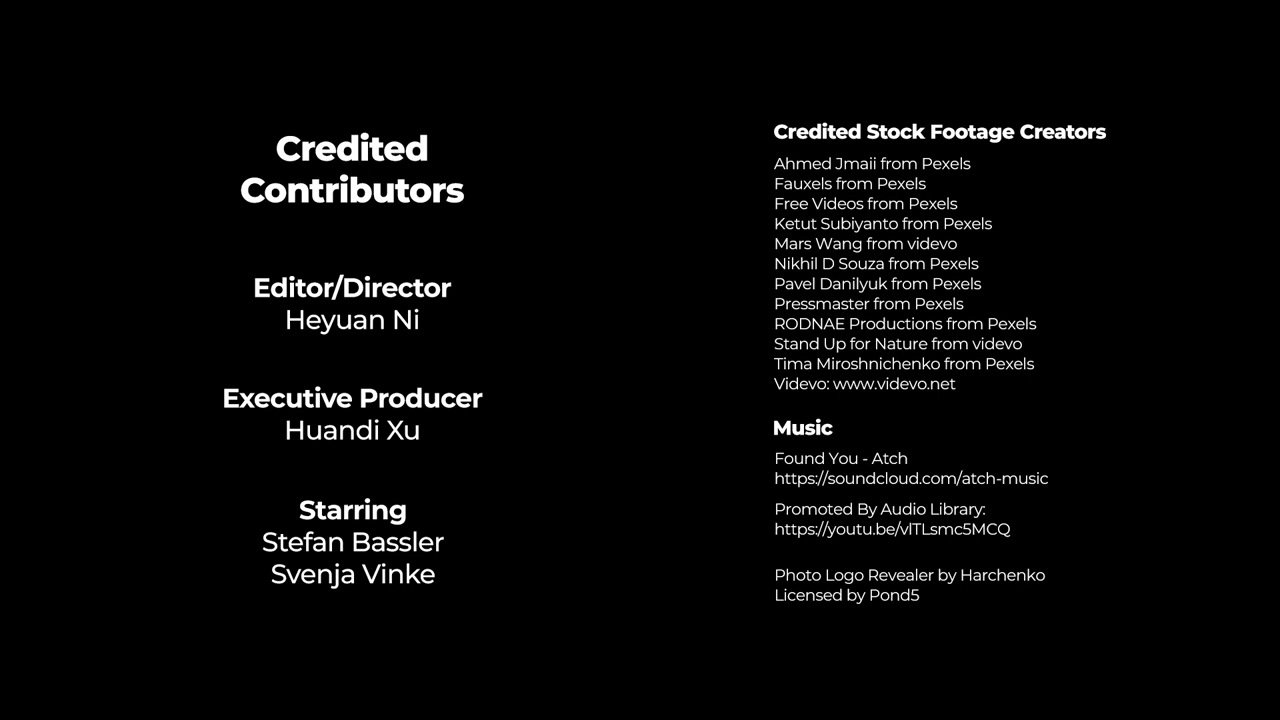 Credited
Contributors
Editor/Director
Heyuan Ni
Executive Producer
Huandi Xu
Starring
Stefan Bassler
Svenja Vinke
Credited Stock Footage Creators
Ahmed Jmaii from Pexels
Fauxels from Pexels
Free Videos from Pexels
Ketut Subiyanto from Pexels
Mars Wang from videvo
Nikhil D Souza from Pexels
Pavel Danilyuk from Pexels
Pressmaster from Pexels
RODNAE Productions from Pexels
Stand Up for Nature from videvo
Tima Miroshnichenko from Pexels
Videvo: www.videvo.net
Music
Found You - Atch
https://soundcloud.com/atch-music
Promoted By Audio Library:
https://youtu.be/vlTLsmc5MCQ
Photo Logo Revealer by Harchenko
Licensed by Pond5